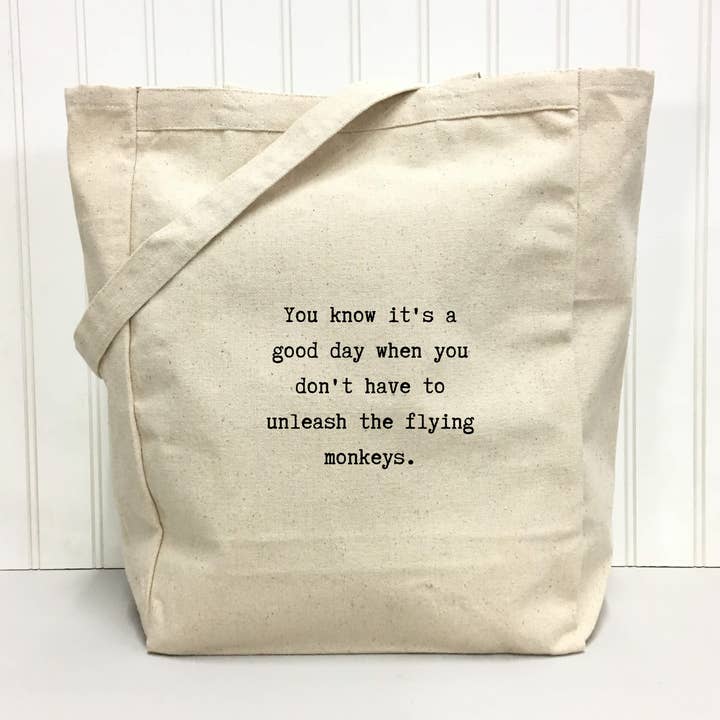 You know it's a
good day when you
don't have to
unleash the flying
monkeys.